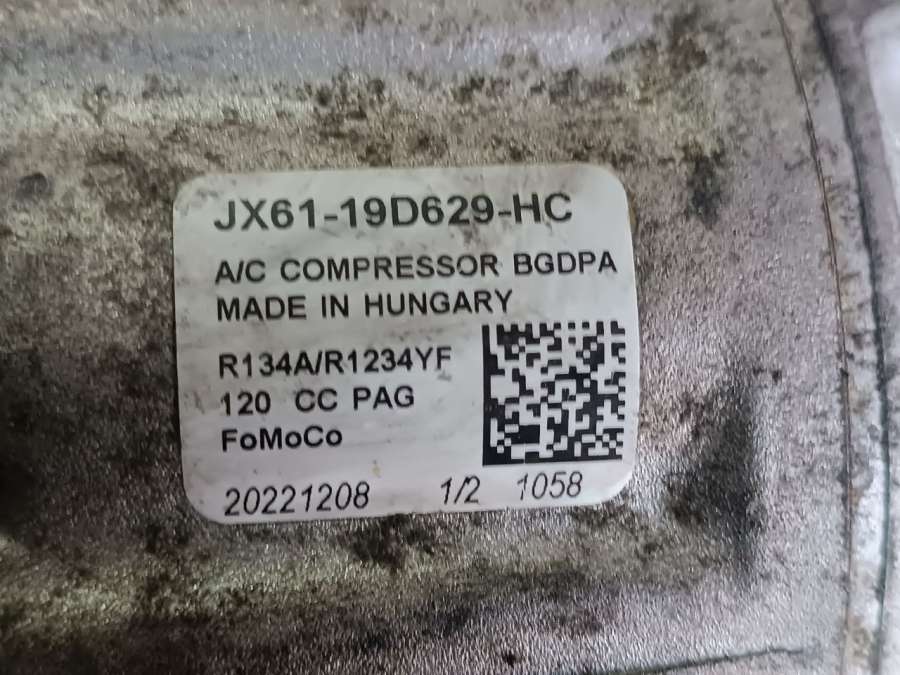 JX61-19D629-HC
A/C COMPRESSOR BGDPA
MADE IN HUNGARY
R134A/R1234YF
120 CC PAG
FoMoCo
20221208 1/2 1058